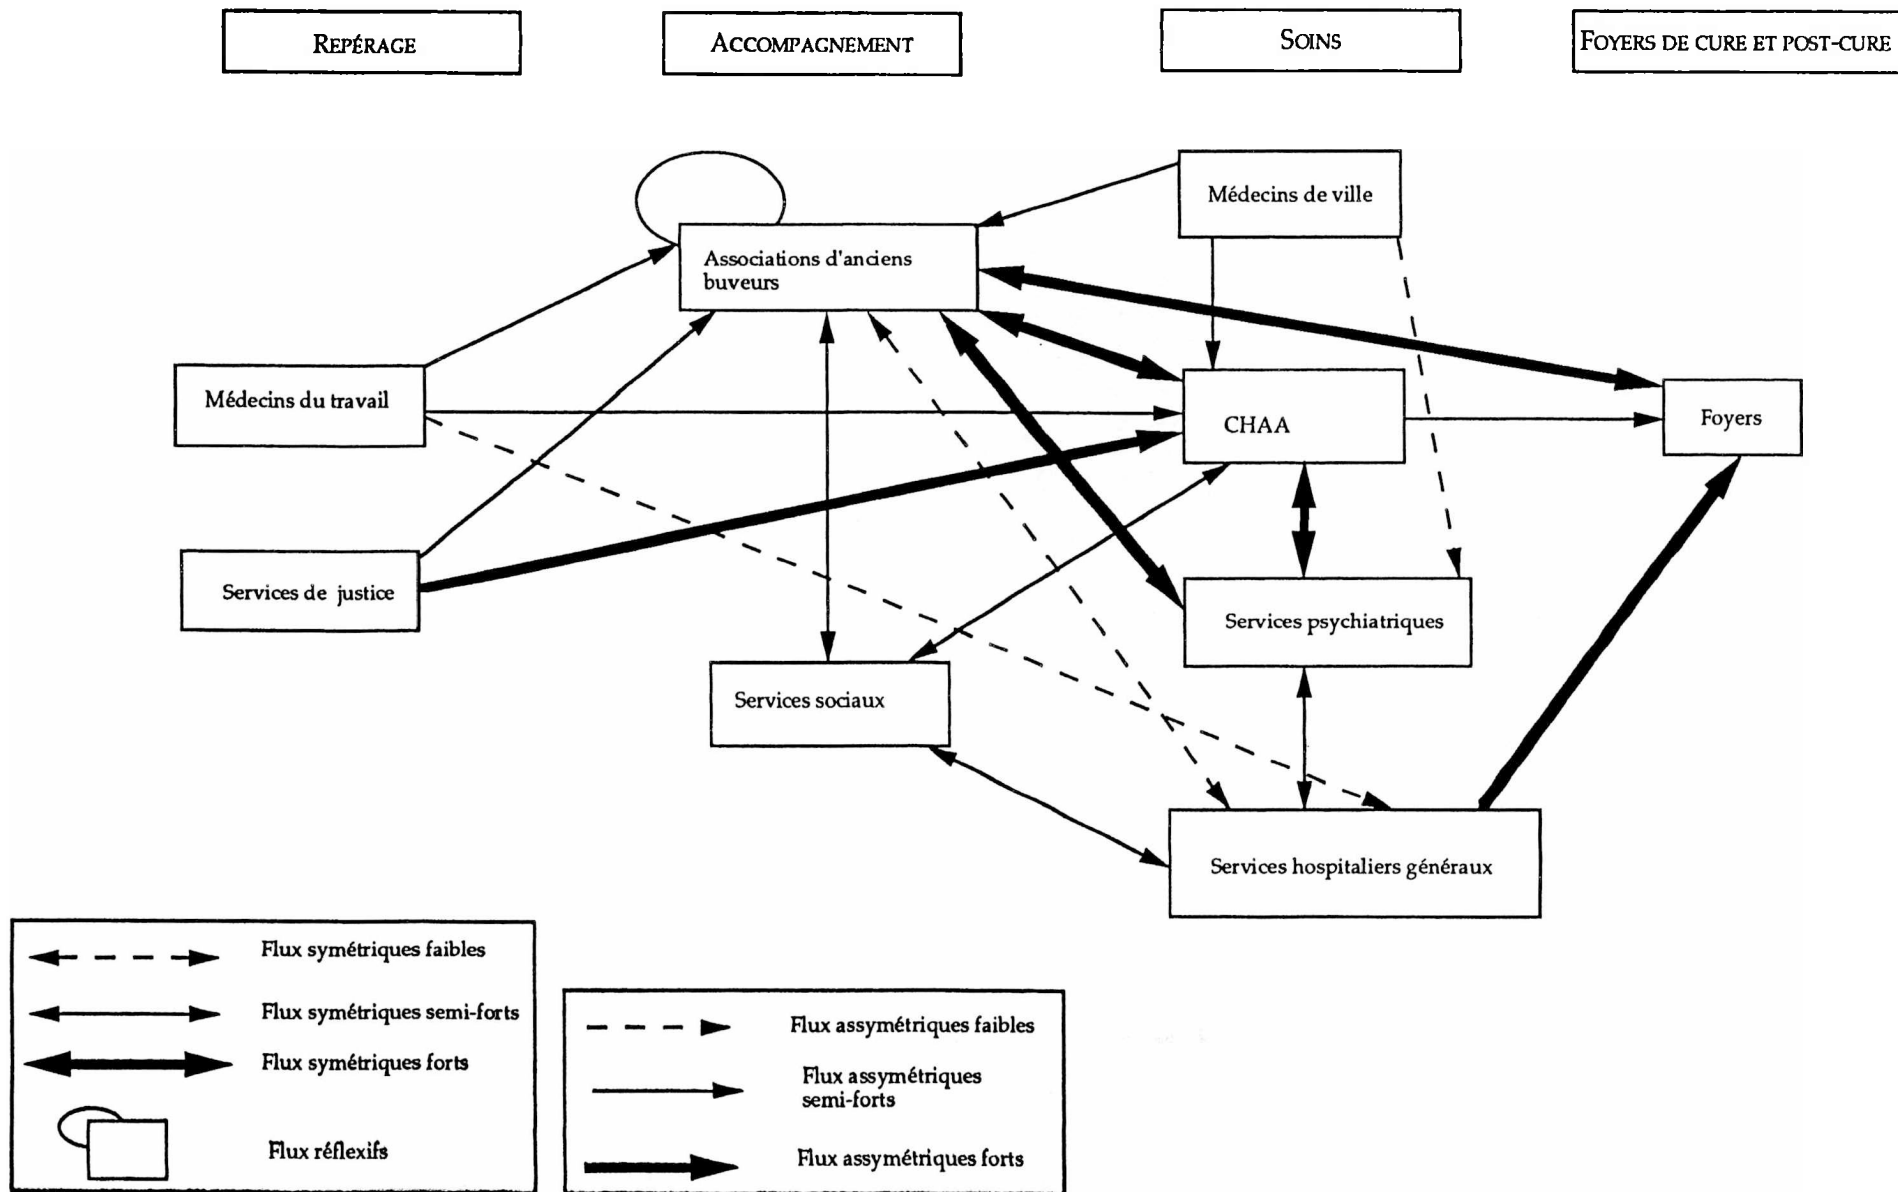 REPÉRAGE
ACCOMPAGNEMENT
SOINS
FOYERS DE CURE ET POST-CURE
Médecins de ville
Associations d'anciens
buveurs
Médecins du travail
CHAA
Foyers
Services de justice
Services psychiatriques
Services sociaux
Services hospitaliers généraux
Flux symétriques faibles
Flux symétriques semi-forts
Flux symétriques forts
Flux réflexifs
Flux assymétriques faibles
Flux assymétriques
semi-forts
Flux assymétriques forts